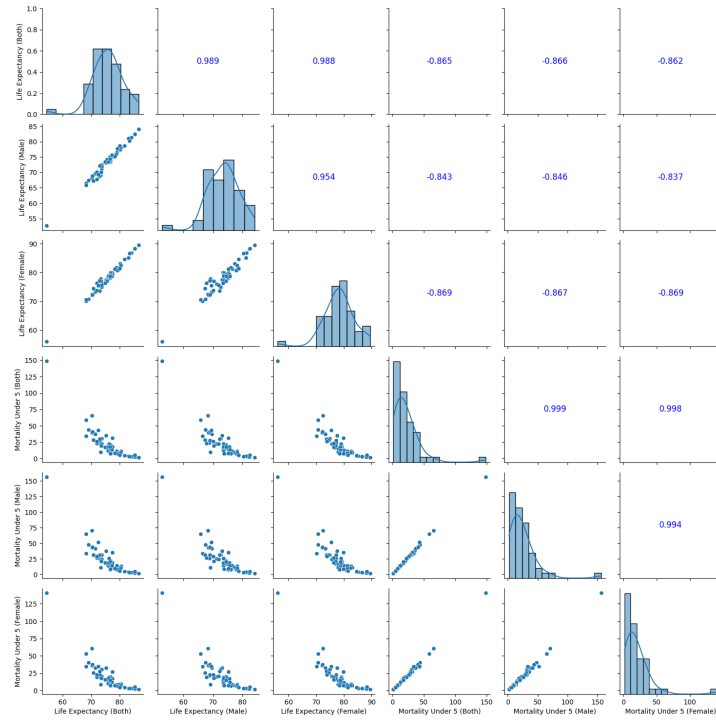 1.0
0.8
0.6
0.4
0.2
0.0
Life Expectancy (Both)
0.989
0.988
-0.865
-0.866
-0.862
85
80
75
70
65
60
55
Life Expectancy (Male)
0.954
-0.843
-0.846
-0.837
90
80
70
60
Life Expectancy (Female)
-0.869
-0.867
-0.869
150
125
100
75
50
25
0
Mortality Under 5 (Both)
0.999
0.998
150
125
100
75
50
25
0
Mortality Under 5 (Male)
0.994
125
100
75
50
25
0
Mortality Under 5 (Female)
60 70 80
Life Expectancy (Both)
60 70 80
Life Expectancy (Male)
60 70 80 90
Life Expectancy (Female)
0 50 100 150
Mortality Under 5 (Both)
0 50 100 150
Mortality Under 5 (Male)
0 50 100
Mortality Under 5 (Female)